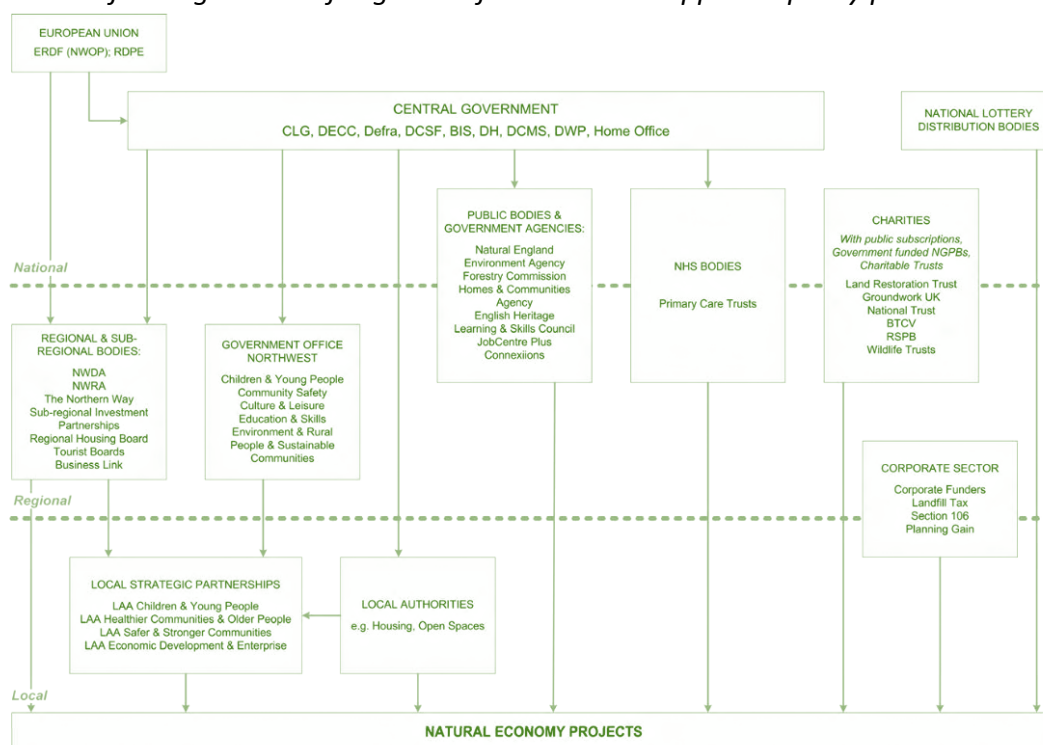 EUROPEAN UNION
ERDF (NWOP); RDPE
CENTRAL GOVERNMENT
CLG, DECC, Defra, DCSF, BIS, DH, DCMS, DWP, Home Office
NATIONAL LOTTERY
DISTRIBUTION BODIES
PUBLIC BODIES &
GOVERNMENT AGENCIES:
Natural England
Environment Agency
Forestry Commission
Homes & Communities
Agency
English Heritage
Learning & Skills Council
JobCentre Plus
Connexiions
NHS BODIES
Primary Care Trusts
CHARITIES
With public subscriptions,
Government funded NGPBs,
Charitable Trusts
Land Restoration Trust
Groundwork UK
National Trust
BTCV
RSPB
Wildlife Trusts
National
REGIONAL & SUB-
REGIONAL BODIES:
NWDA
NWRA
The Northern Way
Sub-regional Investment
Partnerships
Regional Housing Board
Tourist Boards
Business Link
GOVERNMENT OFFICE
NORTHWEST
Children & Young People
Community Safety
Culture & Leisure
Education & Skills
Environment & Rural
People & Sustainable
Communities
CORPORATE SECTOR
Corporate Funders
Landfill Tax
Section 106
Planning Gain
Regional
LOCAL STRATEGIC PARTNERSHIPS
LAA Children & Young People
LAA Healthier Communities & Older People
LAA Safer & Stronger Communities
LAA Economic Development & Enterprise
LOCAL AUTHORITIES
e.g. Housing, Open Spaces
Local
NATURAL ECONOMY PROJECTS